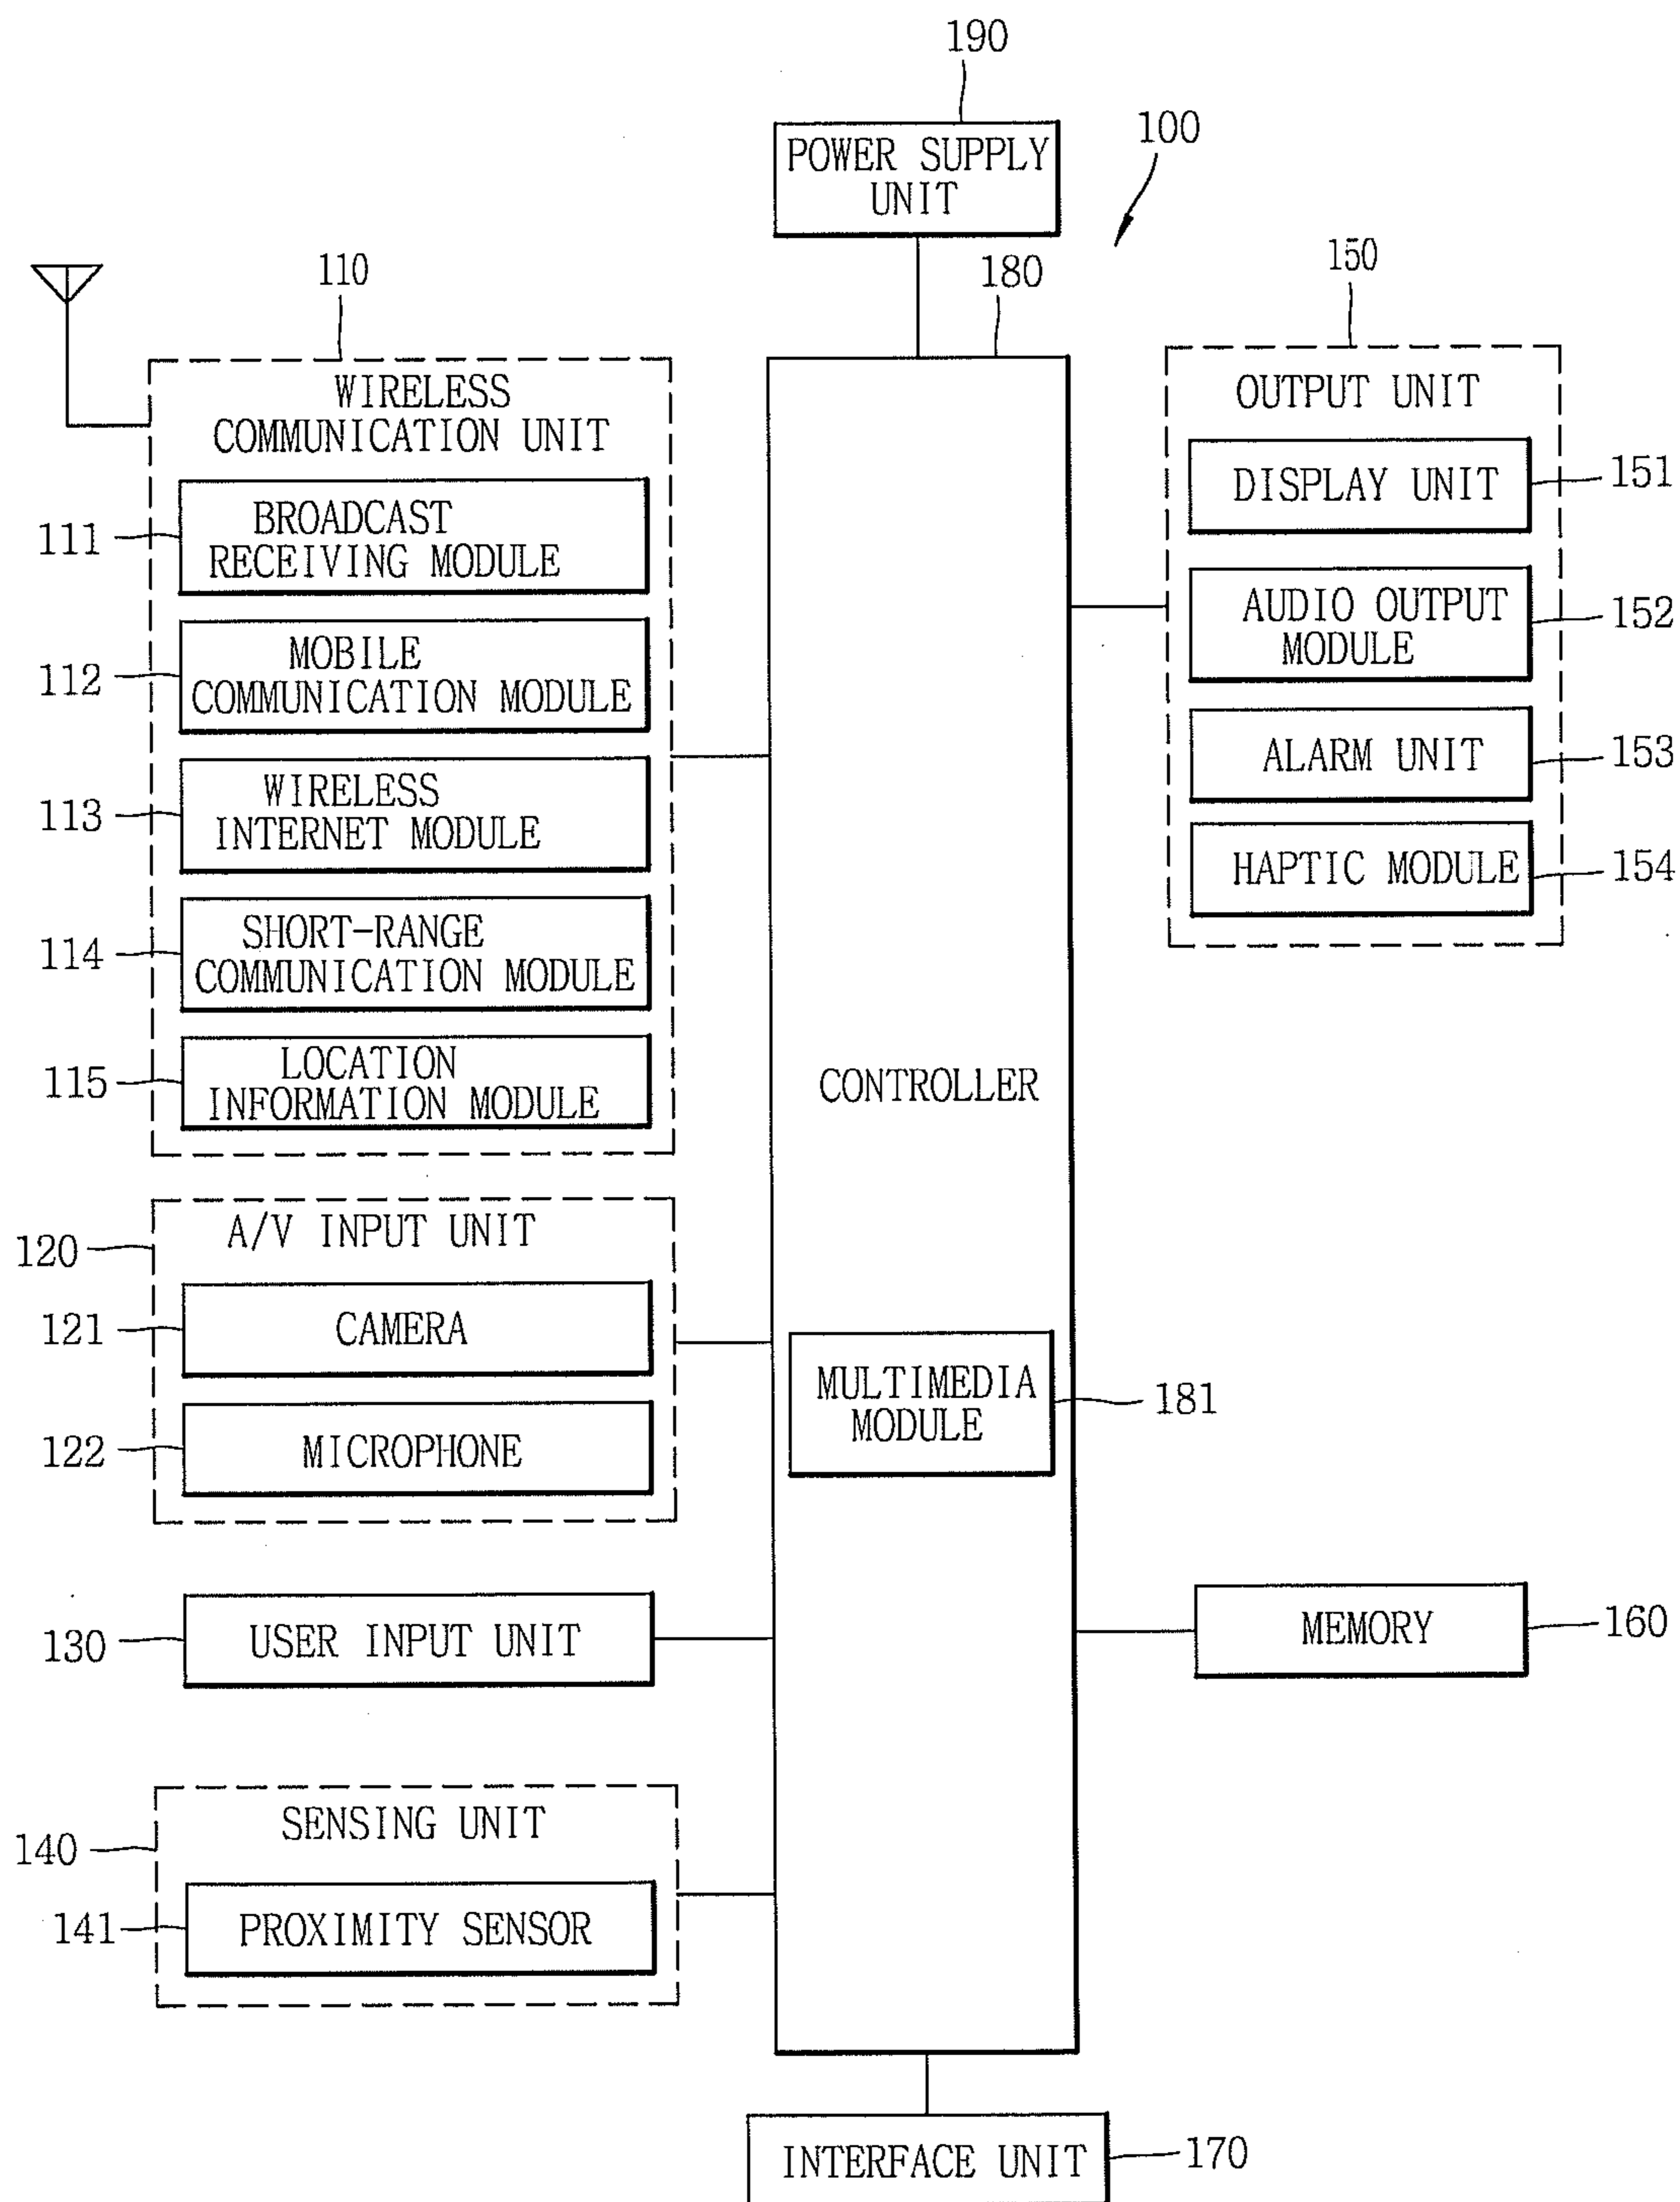 190
POWER SUPPLY
UNIT
100
180
110
WIRELESS
COMMUNICATION UNIT
111
BROADCAST
RECEIVING MODULE
112
MOBILE
COMMUNICATION MODULE
113
WIRELESS
INTERNET MODULE
114
SHORT-RANGE
COMMUNICATION MODULE
115
LOCATION
INFORMATION MODULE
120
A/V INPUT UNIT
121
CAMERA
122
MICROPHONE
130
USER INPUT UNIT
140
SENSING UNIT
141
PROXIMITY SENSOR
CONTROLLER
MULTIMEDIA
MODULE
181
150
OUTPUT UNIT
DISPLAY UNIT
151
AUDIO OUTPUT
MODULE
152
ALARM UNIT
153
HAPTIC MODULE
154
MEMORY
160
INTERFACE UNIT
170